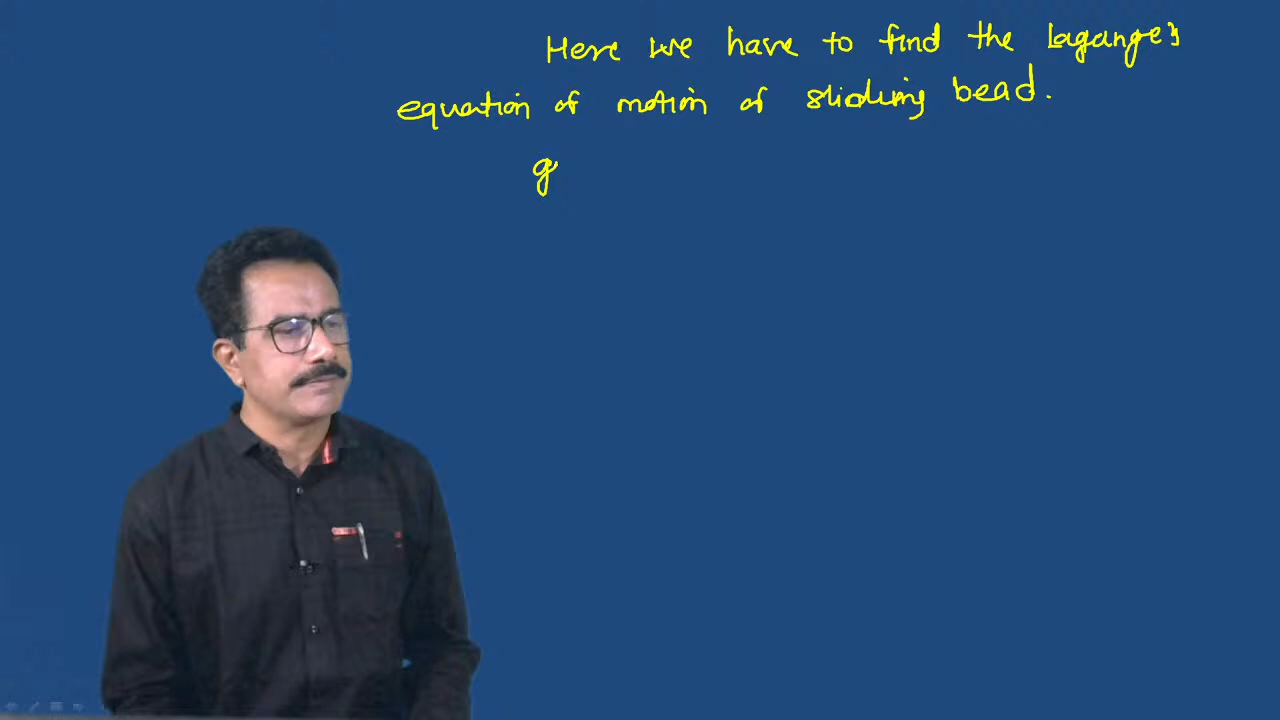 Here we have to find the Lagange's
equation of motion of sliding bead.
g